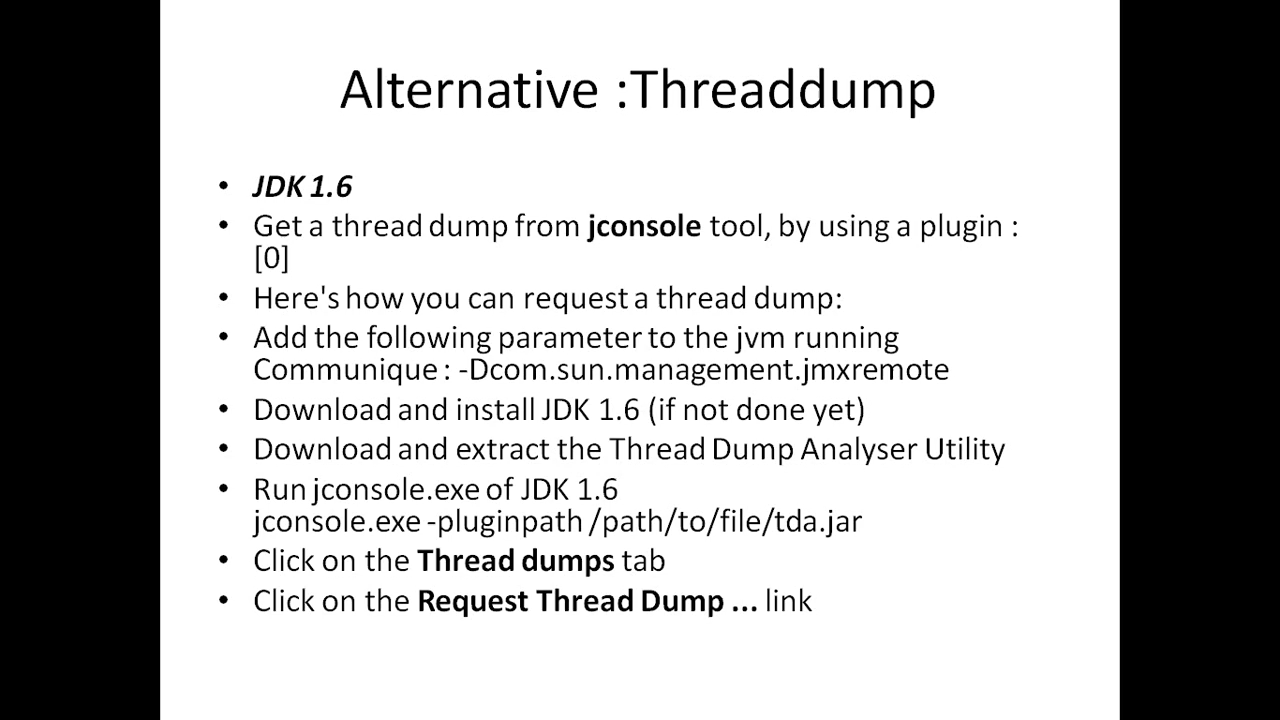 Alternative :Threaddump
• JDK 1.6
• Get a thread dump from jconsole tool, by using a plugin :
[0]
• Here's how you can request a thread dump:
• Add the following parameter to the jvm running
Communique : -Dcom.sun.management.jmxremote
• Download and install JDK 1.6 (if not done yet)
• Download and extract the Thread Dump Analyser Utility
• Run jconsole.exe of JDK 1.6
jconsole.exe -pluginpath /path/to/file/tda.jar
• Click on the Thread dumps tab
• Click on the Request Thread Dump ... link